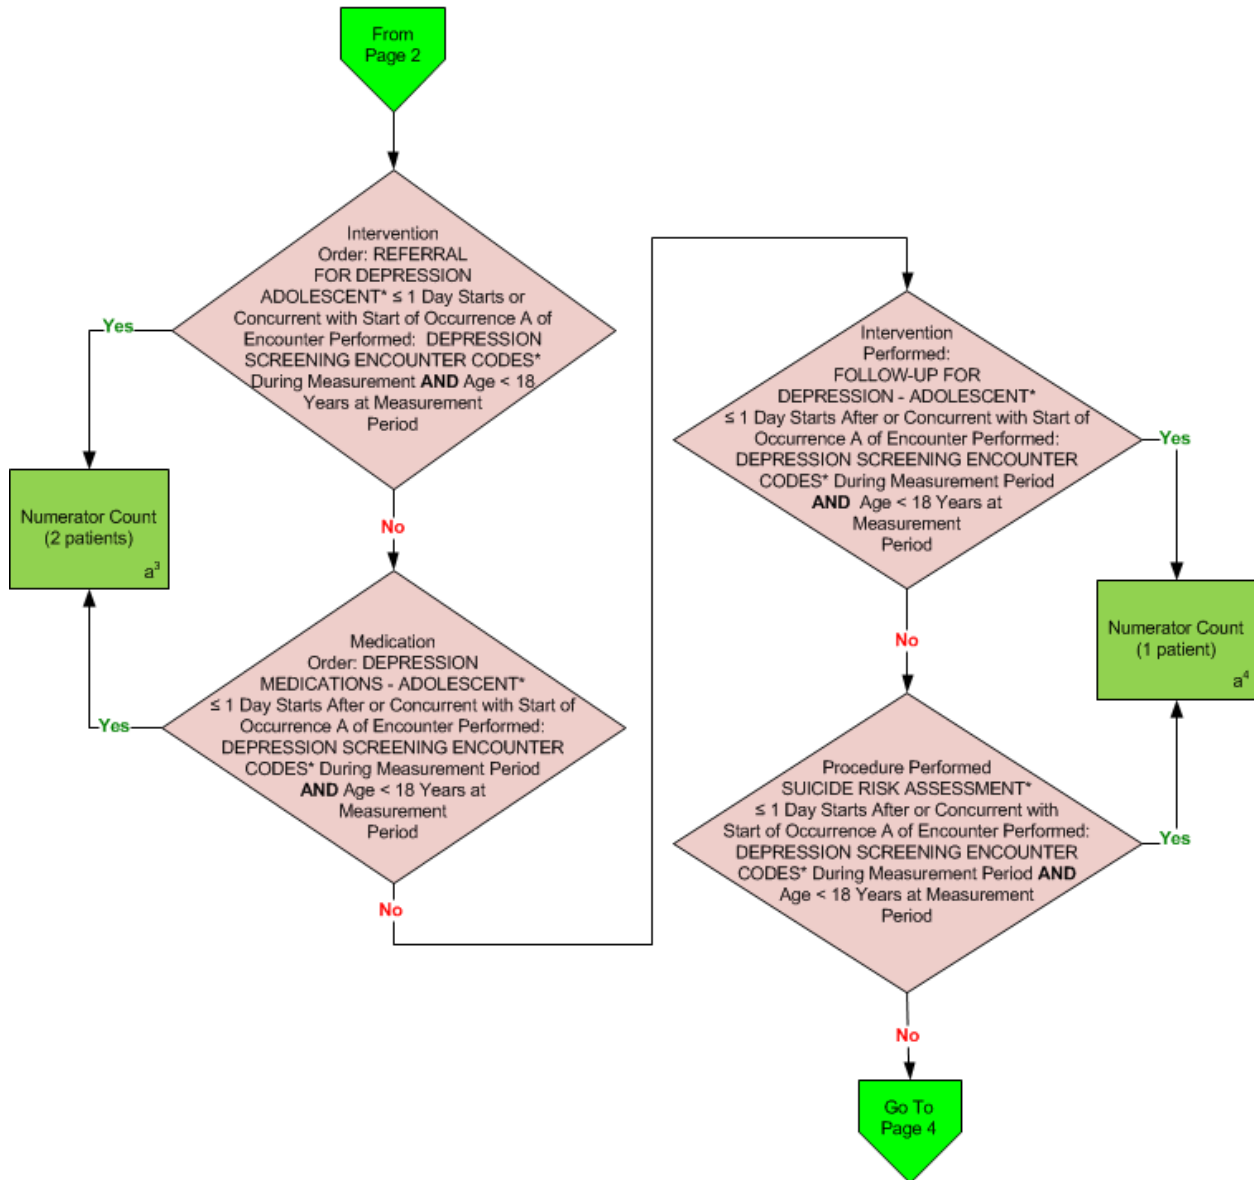 From
Page 2
Intervention
Order: REFERRAL
FOR DEPRESSION
ADOLESCENT* ≤ 1 Day Starts or
Concurrent with Start of Occurrence A of
Encounter Performed: DEPRESSION
SCREENING ENCOUNTER CODES*
During Measurement AND Age < 18
Years at Measurement
Period
Yes
No
Numerator Count
(2 patients)
a³
Medication
Order: DEPRESSION
MEDICATIONS - ADOLESCENT*
≤ 1 Day Starts After or Concurrent with Start of
Occurrence A of Encounter Performed:
DEPRESSION SCREENING ENCOUNTER
CODES* During Measurement Period
AND Age < 18 Years at
Measurement
Period
Yes
No
Intervention
Performed:
FOLLOW-UP FOR
DEPRESSION - ADOLESCENT*
≤ 1 Day Starts After or Concurrent with Start of
Occurrence A of Encounter Performed:
DEPRESSION SCREENING ENCOUNTER
CODES* During Measurement Period
AND Age < 18 Years at
Measurement
Period
Yes
No
Numerator Count
(1 patient)
a⁴
Procedure Performed
SUICIDE RISK ASSESSMENT*
≤ 1 Day Starts After or Concurrent with
Start of Occurrence A of Encounter Performed:
DEPRESSION SCREENING ENCOUNTER
CODES* During Measurement Period AND
Age < 18 Years at Measurement
Period
Yes
No
Go To
Page 4